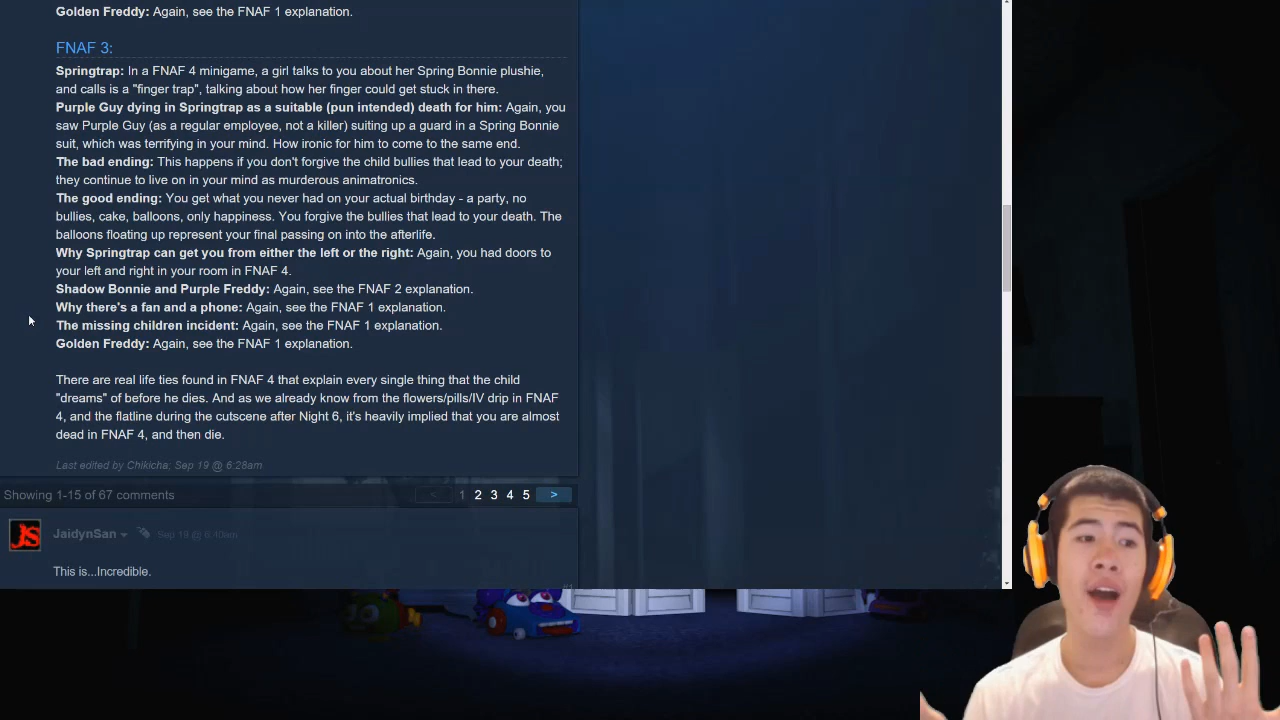 Golden Freddy: Again, see the FNAF 1 explanation.
FNAF 3:
Springtrap: In a FNAF 4 minigame, a girl talks to you about her Spring Bonnie plushie,
and calls is a "finger trap", talking about how her finger could get stuck in there.
Purple Guy dying in Springtrap as a suitable (pun intended) death for him: Again, you
saw Purple Guy (as a regular employee, not a killer) suiting up a guard in a Spring Bonnie
suit, which was terrifying in your mind. How ironic for him to come to the same end.
The bad ending: This happens if you don't forgive the child bullies that lead to your death;
they continue to live on in your mind as murderous animatronics.
The good ending: You get what you never had on your actual birthday - a party, no
bullies, cake, balloons, only happiness. You forgive the bullies that lead to your death. The
balloons floating up represent your final passing on into the afterlife.
Why Springtrap can get you from either the left or the right: Again, you had doors to
your left and right in your room in FNAF 4.
Shadow Bonnie and Purple Freddy: Again, see the FNAF 2 explanation.
Why there's a fan and a phone: Again, see the FNAF 1 explanation.
The missing children incident: Again, see the FNAF 1 explanation.
Golden Freddy: Again, see the FNAF 1 explanation.
There are real life ties found in FNAF 4 that explain every single thing that the child
"dreams" of before he dies. And as we already know from the flowers/pills/IV drip in FNAF
4, and the flatline during the cutscene after Night 6, it's heavily implied that you are almost
dead in FNAF 4, and then die.
Last edited by Chikicha; Sep 19 @ 6:28am
Showing 1-15 of 67 comments
< 1 2 3 4 5 >
JS JaidynSan Sep 19 @ 6:40am
This is...Incredible.
#1